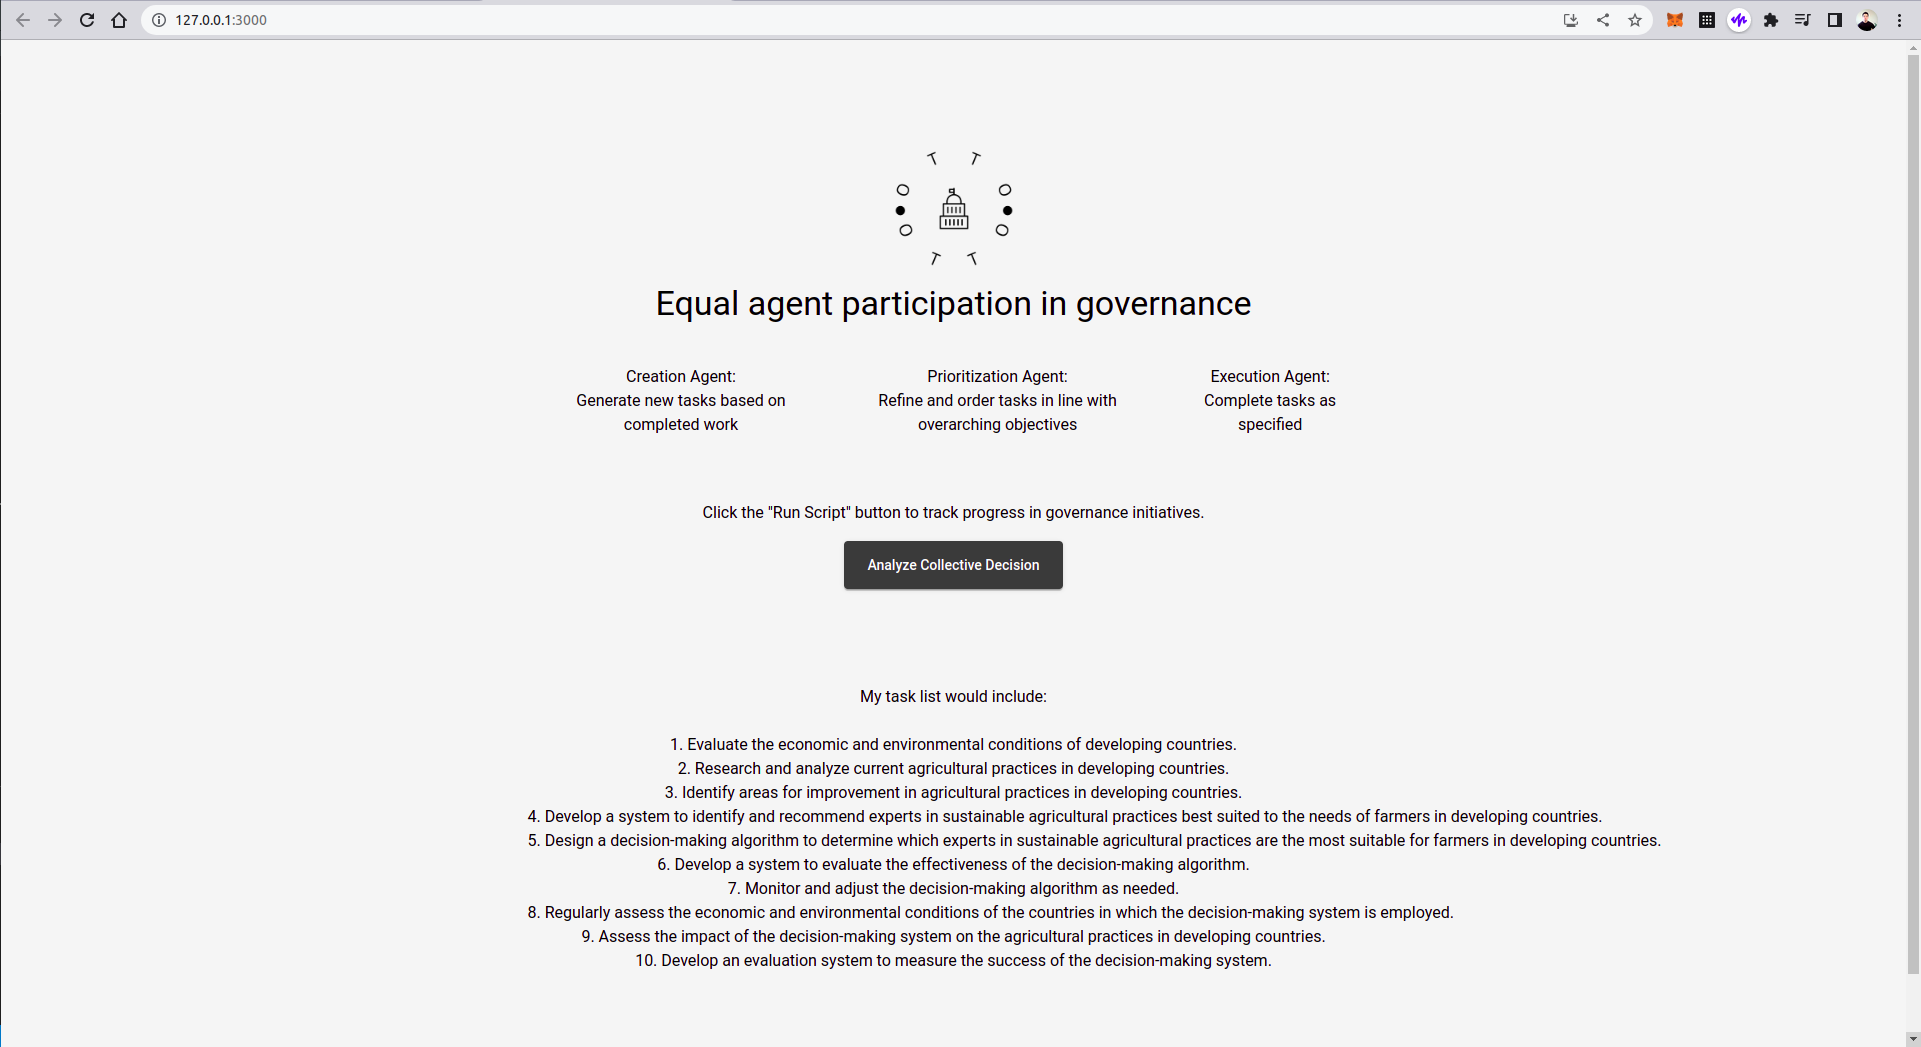 127.0.0.1:3000
T T
O O
O O
T T
Equal agent participation in governance
Creation Agent:
Generate new tasks based on
completed work
Prioritization Agent:
Refine and order tasks in line with
overarching objectives
Execution Agent:
Complete tasks as
specified
Click the "Run Script" button to track progress in governance initiatives.
Analyze Collective Decision
My task list would include:
1. Evaluate the economic and environmental conditions of developing countries.
2. Research and analyze current agricultural practices in developing countries.
3. Identify areas for improvement in agricultural practices in developing countries.
4. Develop a system to identify and recommend experts in sustainable agricultural practices best suited to the needs of farmers in developing countries.
5. Design a decision-making algorithm to determine which experts in sustainable agricultural practices are the most suitable for farmers in developing countries.
6. Develop a system to evaluate the effectiveness of the decision-making algorithm.
7. Monitor and adjust the decision-making algorithm as needed.
8. Regularly assess the economic and environmental conditions of the countries in which the decision-making system is employed.
9. Assess the impact of the decision-making system on the agricultural practices in developing countries.
10. Develop an evaluation system to measure the success of the decision-making system.